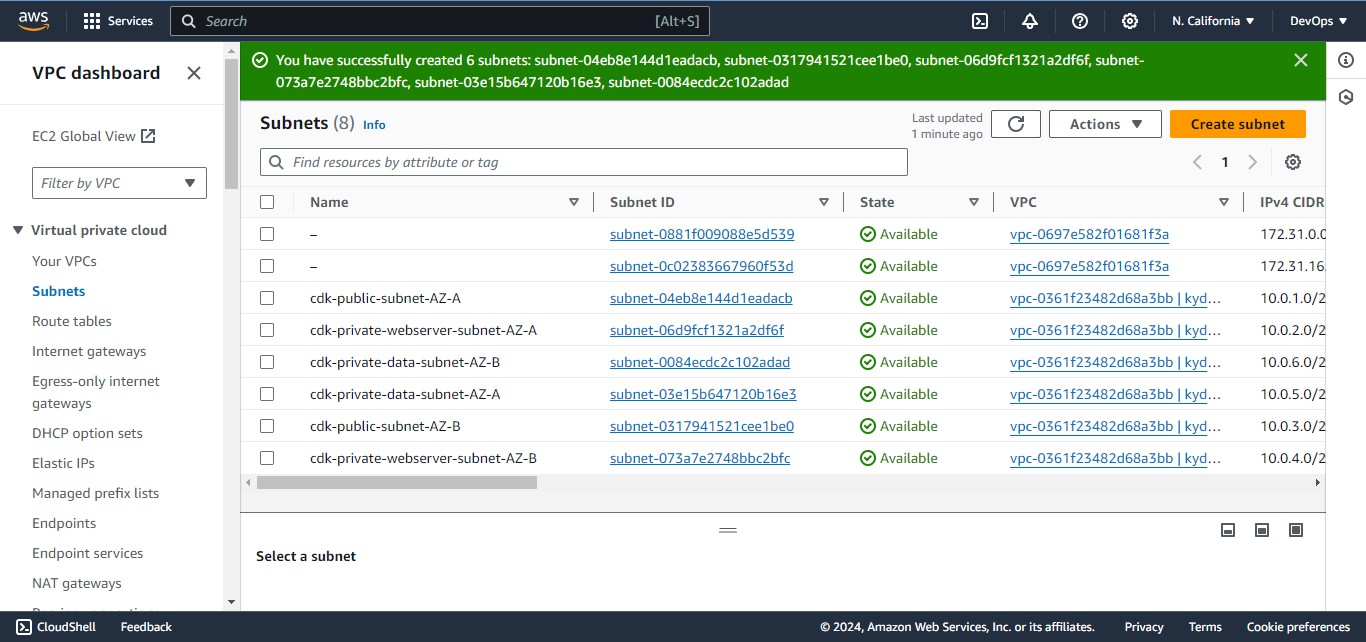 aws
Services
Search
[Alt+S]
N. California
DevOps
VPC dashboard
EC2 Global View
Filter by VPC
Virtual private cloud
Your VPCs
Subnets
Route tables
Internet gateways
Egress-only internet
gateways
DHCP option sets
Elastic IPs
Managed prefix lists
Endpoints
Endpoint services
NAT gateways
You have successfully created 6 subnets: subnet-04eb8e144d1eadacb, subnet-0317941521cee1be0, subnet-06d9fcf1321a2df6f, subnet-
073a7e2748bbc2bfc, subnet-03e15b647120b16e3, subnet-0084ecdc2c102adad
Subnets (8) Info
Last updated
1 minute ago
Actions
Create subnet
Find resources by attribute or tag
1
Name Subnet ID State VPC IPv4 CIDR
– subnet-0881f009088e5d539 Available vpc-0697e582f01681f3a 172.31.0.0
– subnet-0c02383667960f53d Available vpc-0697e582f01681f3a 172.31.16.
cdk-public-subnet-AZ-A subnet-04eb8e144d1eadacb Available vpc-0361f23482d68a3bb | kyd… 10.0.1.0/2
cdk-private-webserver-subnet-AZ-A subnet-06d9fcf1321a2df6f Available vpc-0361f23482d68a3bb | kyd… 10.0.2.0/2
cdk-private-data-subnet-AZ-B subnet-0084ecdc2c102adad Available vpc-0361f23482d68a3bb | kyd… 10.0.6.0/2
cdk-private-data-subnet-AZ-A subnet-03e15b647120b16e3 Available vpc-0361f23482d68a3bb | kyd… 10.0.5.0/2
cdk-public-subnet-AZ-B subnet-0317941521cee1be0 Available vpc-0361f23482d68a3bb | kyd… 10.0.3.0/2
cdk-private-webserver-subnet-AZ-B subnet-073a7e2748bbc2bfc Available vpc-0361f23482d68a3bb | kyd… 10.0.4.0/2
Select a subnet
CloudShell
Feedback
© 2024, Amazon Web Services, Inc. or its affiliates.
Privacy
Terms
Cookie preferences